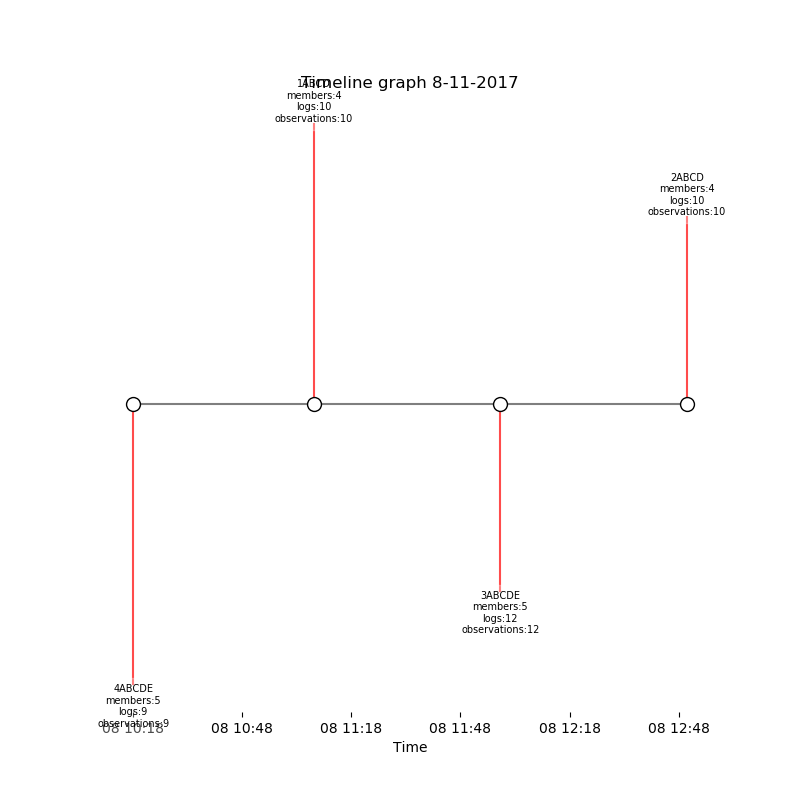 Timeline graph 8-11-2017
1ABCD
members:4
logs:10
observations:10
2ABCD
members:4
logs:10
observations:10
3ABCDE
members:5
logs:12
observations:12
4ABCDE
members:5
logs:9
observations:9
08 10:18
08 10:48
08 11:18
08 11:48
08 12:18
08 12:48
Time